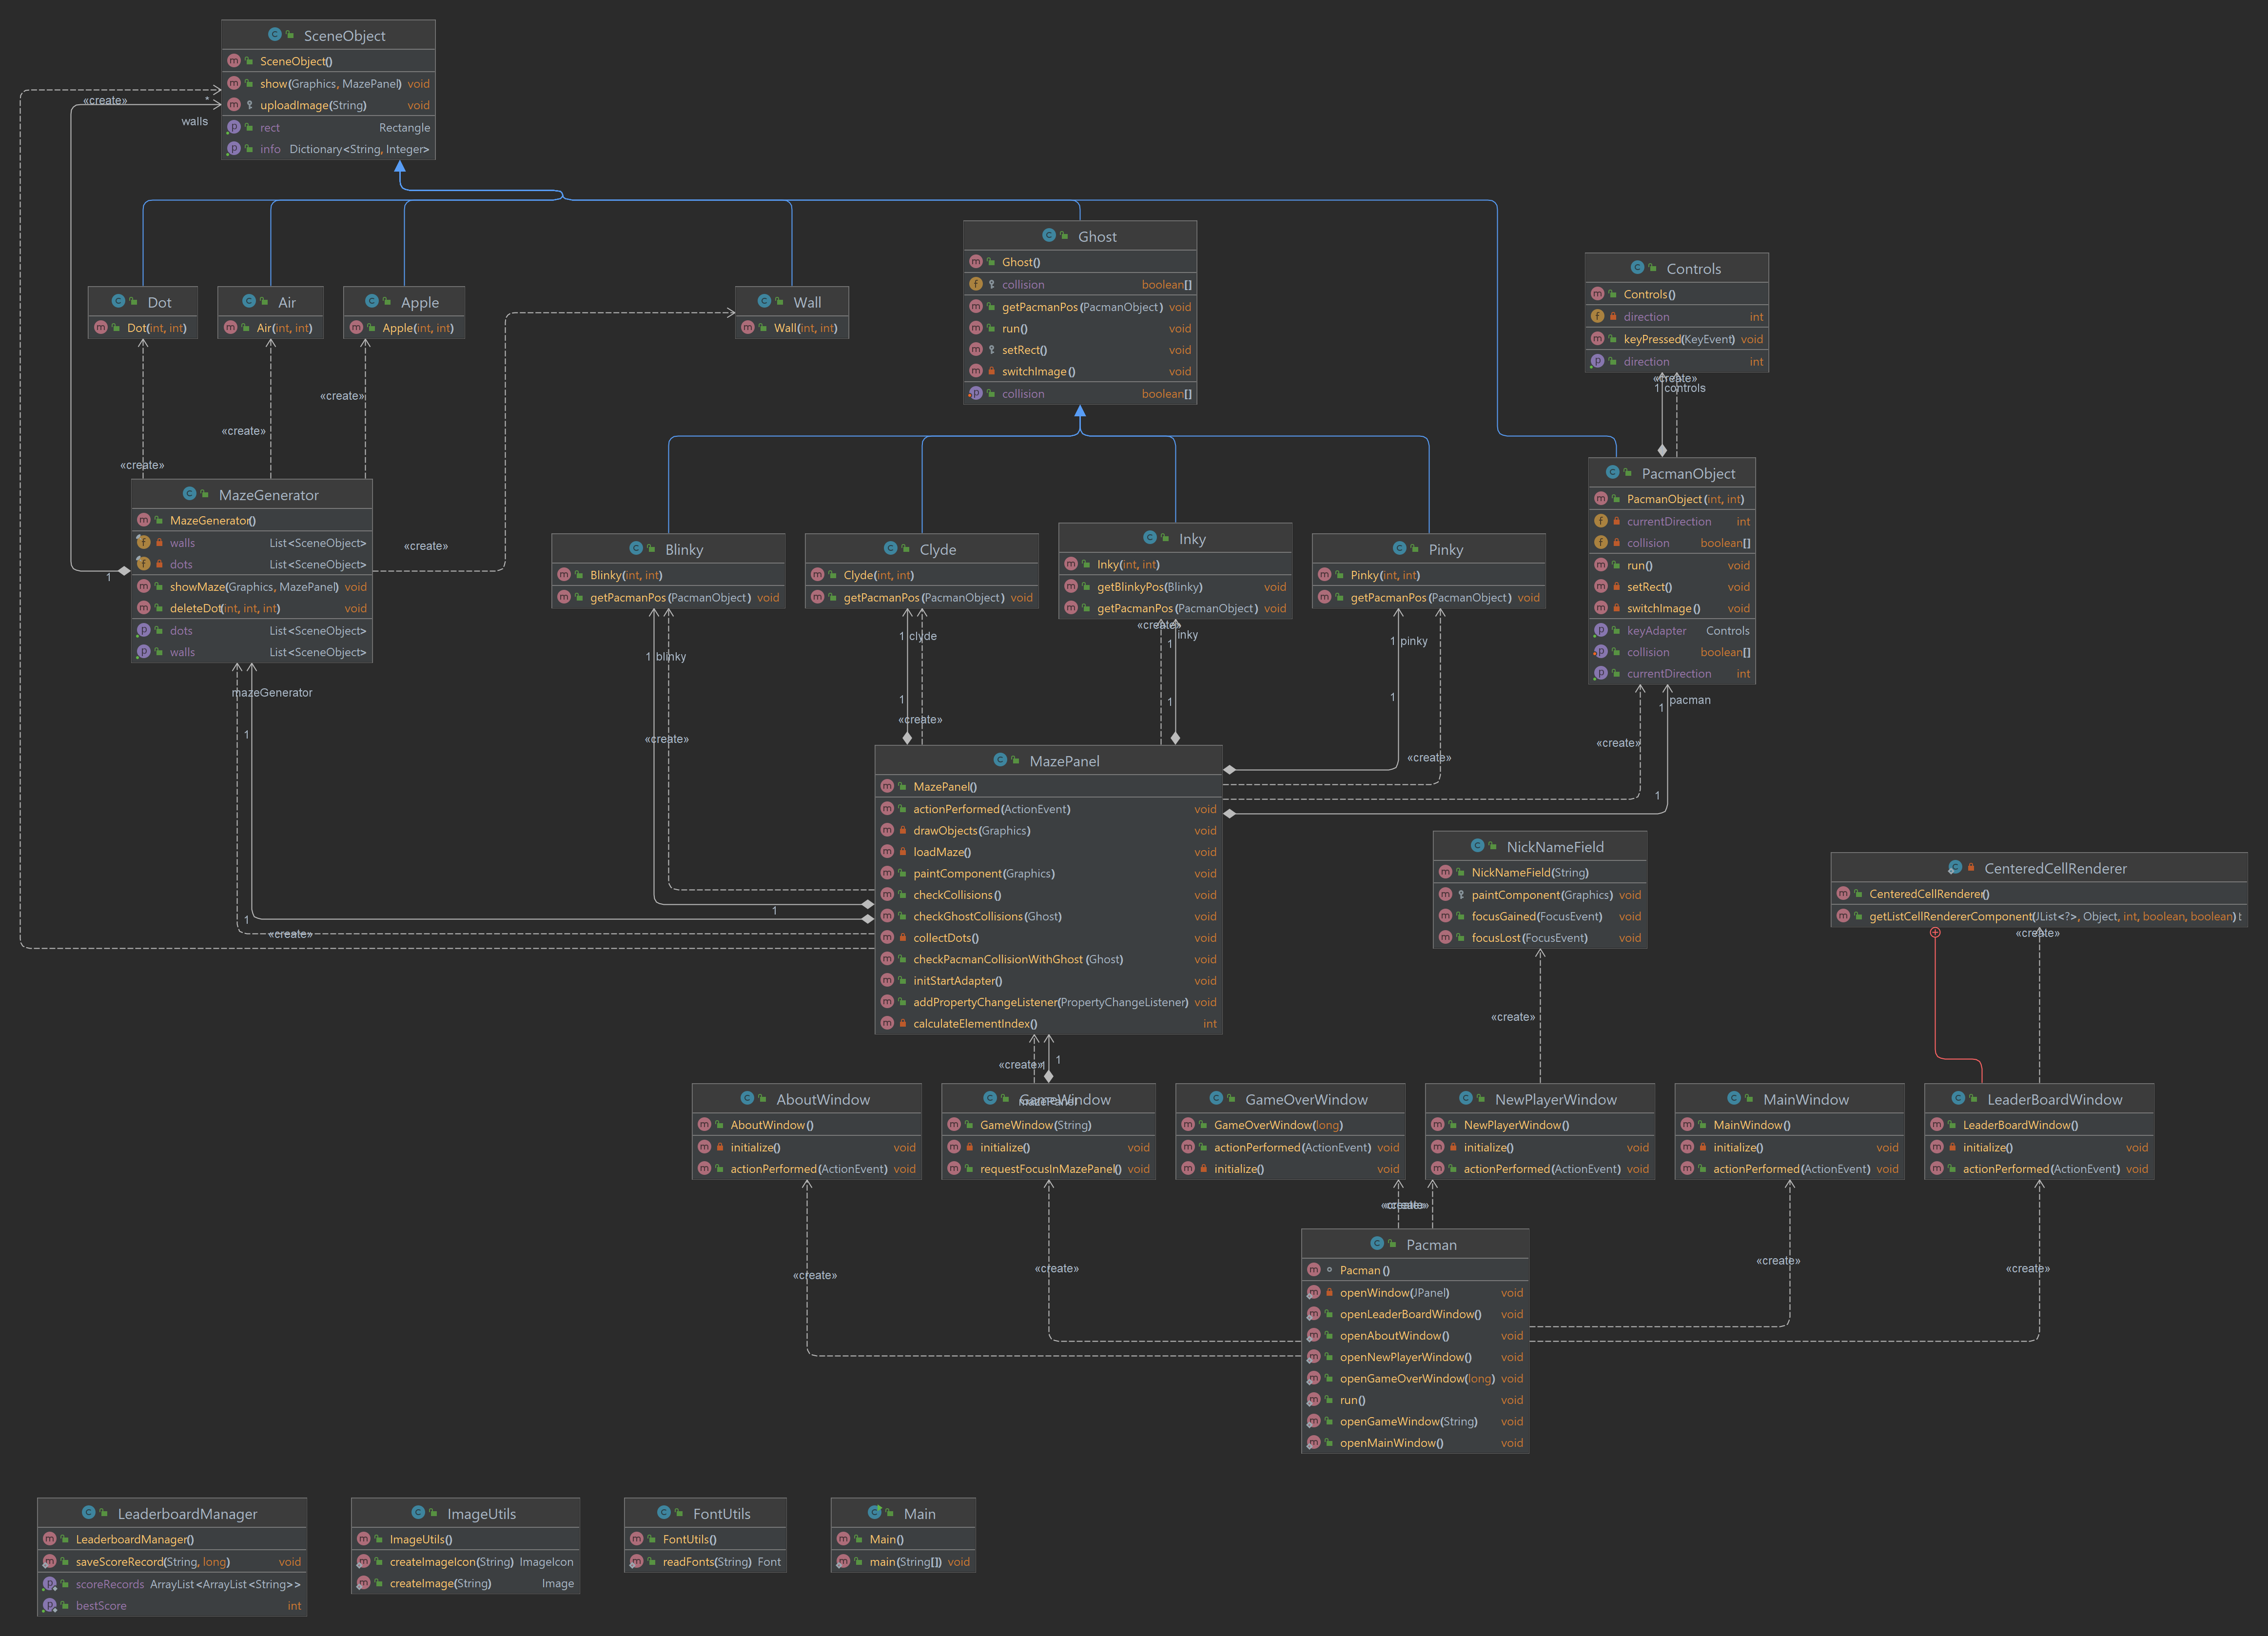 SceneObject
SceneObject()
show(Graphics, MazePanel) void
uploadImage(String) void
rect Rectangle
info Dictionary<String, Integer>
«create»
*
walls
Ghost
Ghost()
collision boolean[]
getPacmanPos(PacmanObject) void
run() void
setRect() void
switchImage() void
collision boolean[]
Controls
Controls()
direction int
keyPressed(KeyEvent) void
direction int
«create»
1 controls
Dot
Dot(int, int)
Air
Air(int, int)
Apple
Apple(int, int)
Wall
Wall(int, int)
«create»
«create»
«create»
«create»
1
MazeGenerator
MazeGenerator()
walls List<SceneObject>
dots List<SceneObject>
showMaze(Graphics, MazePanel) void
deleteDot(int, int, int) void
dots List<SceneObject>
walls List<SceneObject>
mazeGenerator
1
1
«create»
PacmanObject
PacmanObject(int, int)
currentDirection int
collision boolean[]
run() void
setRect() void
switchImage() void
keyAdapter Controls
collision boolean[]
currentDirection int
Blinky
Blinky(int, int)
getPacmanPos(PacmanObject) void
Clyde
Clyde(int, int)
getPacmanPos(PacmanObject) void
Inky
Inky(int, int)
getBlinkyPos(Blinky) void
getPacmanPos(PacmanObject) void
Pinky
Pinky(int, int)
getPacmanPos(PacmanObject) void
1 blinky
«create»
1
1 clyde
1
«create»
«create»
inky
1
1
1 pinky
1
«create»
pacman
1
«create»
1
MazePanel
MazePanel()
actionPerformed(ActionEvent) void
drawObjects(Graphics) void
loadMaze() void
paintComponent(Graphics) void
checkCollisions() void
checkGhostCollisions(Ghost) void
collectDots() void
checkPacmanCollisionWithGhost(Ghost) void
initStartAdapter() void
addPropertyChangeListener(PropertyChangeListener) void
calculateElementIndex() int
NickNameField
NickNameField(String)
paintComponent(Graphics) void
focusGained(FocusEvent) void
focusLost(FocusEvent) void
CenteredCellRenderer
CenteredCellRenderer()
getListCellRendererComponent(JList<?>, Object, int, boolean, boolean) t
«create»
«create»
«create»
1
1
AboutWindow
AboutWindow()
initialize() void
actionPerformed(ActionEvent) void
GameWindow
mazePanel
GameWindow(String)
initialize() void
requestFocusInMazePanel() void
GameOverWindow
GameOverWindow(long)
actionPerformed(ActionEvent) void
initialize() void
NewPlayerWindow
NewPlayerWindow()
initialize() void
actionPerformed(ActionEvent) void
MainWindow
MainWindow()
initialize() void
actionPerformed(ActionEvent) void
LeaderBoardWindow
LeaderBoardWindow()
initialize() void
actionPerformed(ActionEvent) void
«create»
«create»
«create»
«create»
«create»
«create»
Pacman
Pacman()
openWindow(JPanel) void
openLeaderBoardWindow() void
openAboutWindow() void
openNewPlayerWindow() void
openGameOverWindow(long) void
run() void
openGameWindow(String) void
openMainWindow() void
LeaderboardManager
LeaderboardManager()
saveScoreRecord(String, long) void
scoreRecords ArrayList<ArrayList<String>>
bestScore int
ImageUtils
ImageUtils()
createImageIcon(String) ImageIcon
createImage(String) Image
FontUtils
FontUtils()
readFonts(String) Font
Main
Main()
main(String[]) void